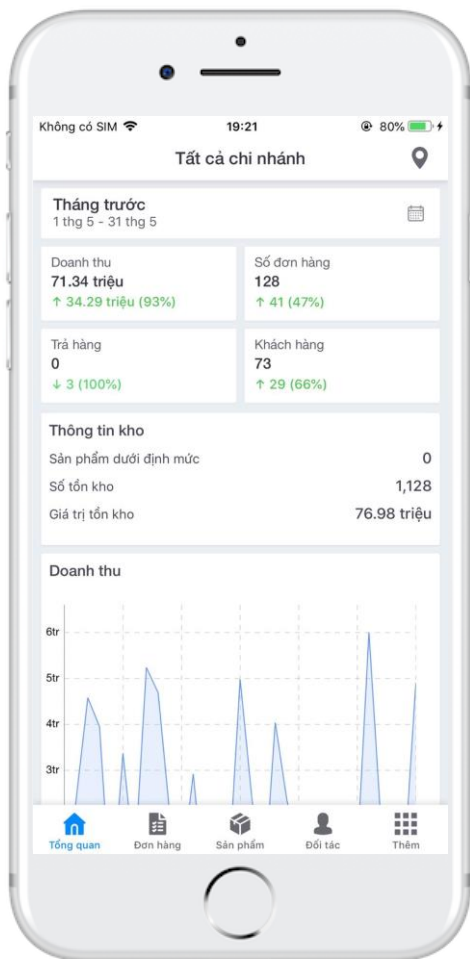 Không có SIM 19:21 80%
Tất cả chi nhánh
Tháng trước
1 thg 5 - 31 thg 5
Doanh thu
71.34 triệu
↑ 34.29 triệu (93%)
Số đơn hàng
128
↑ 41 (47%)
Trả hàng
0
↓ 3 (100%)
Khách hàng
73
↑ 29 (66%)
Thông tin kho
Sản phẩm dưới định mức 0
Số tồn kho 1,128
Giá trị tồn kho 76.98 triệu
Doanh thu
6tr
5tr
4tr
3tr
Tổng quan Đơn hàng Sản phẩm Đối tác Thêm